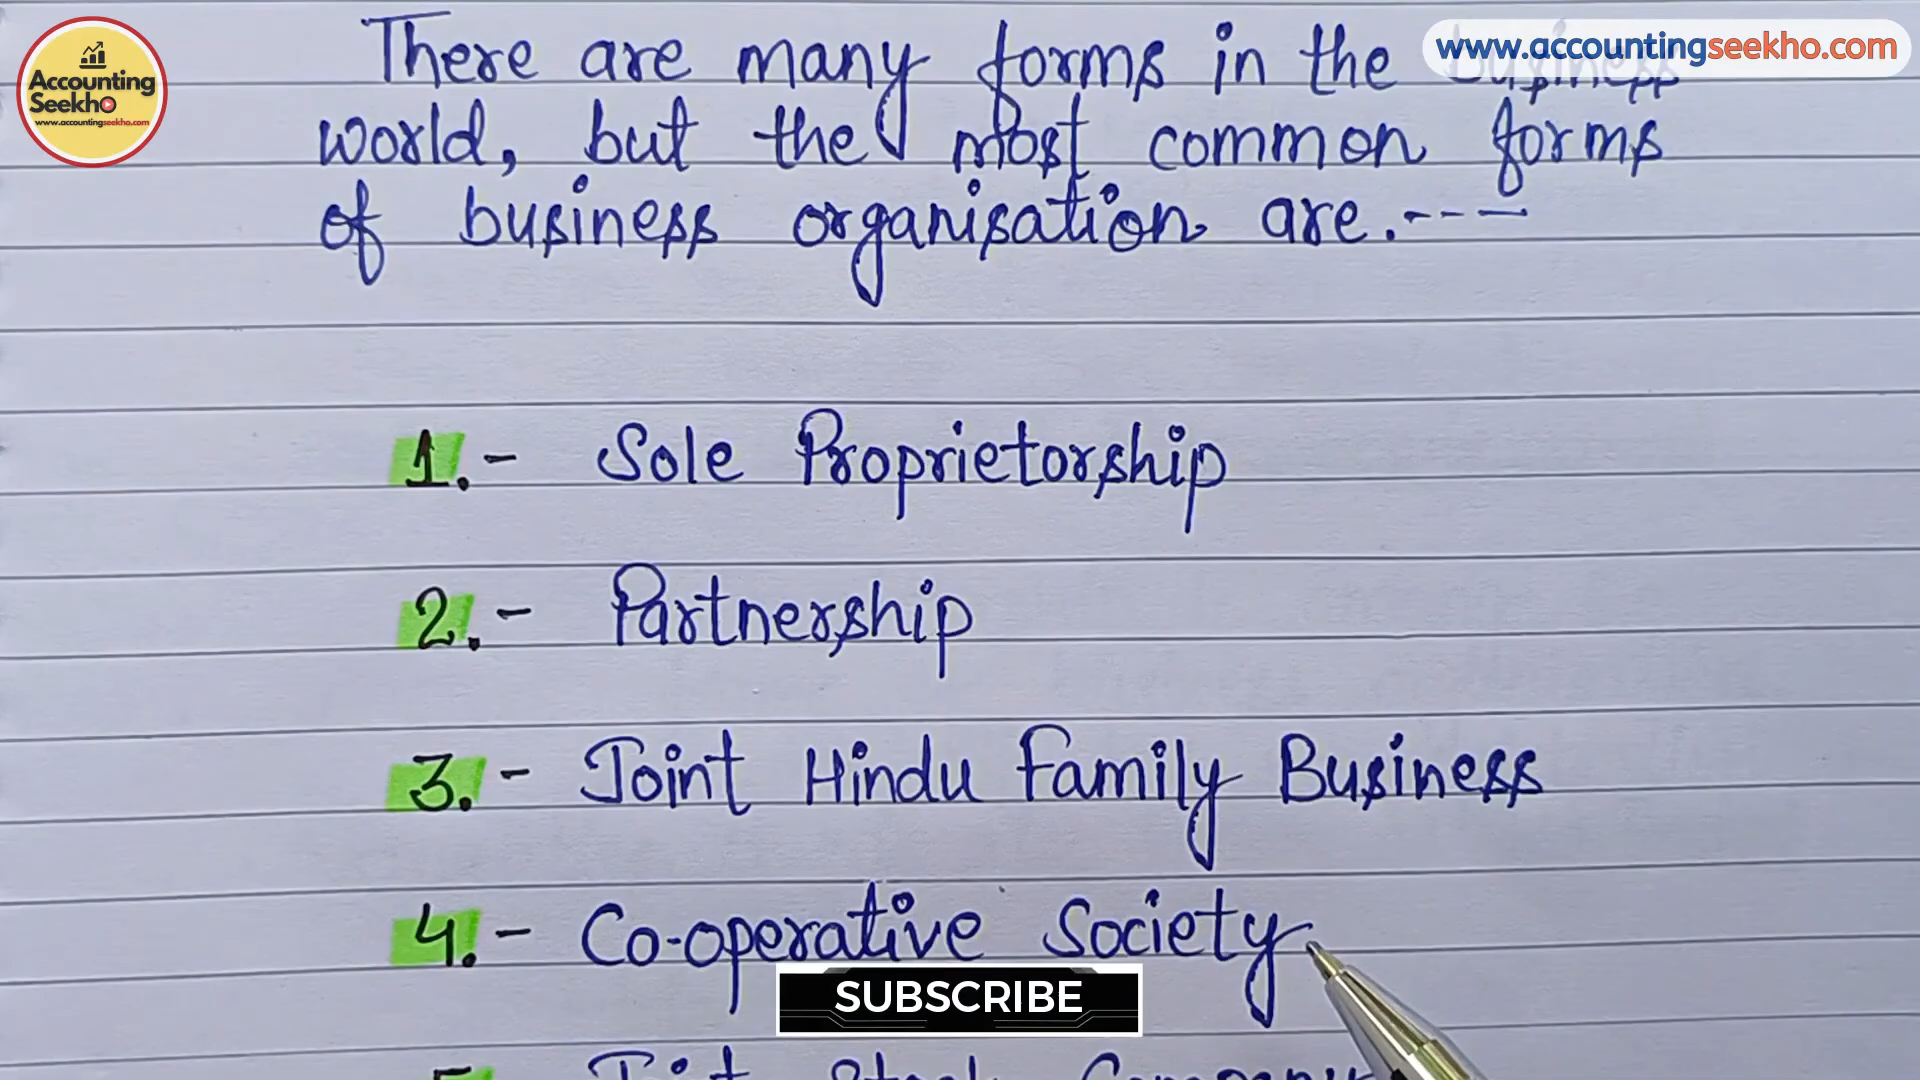 Accounting
Seekho
www.accountingseekho.com
www.accountingseekho.com
There are many forms in the business
world, but the most common forms
of business organisation are.---
1.- Sole Proprietorship
2.- Partnership
3.- Joint Hindu Family Business
4.- Co-operative Society
SUBSCRIBE